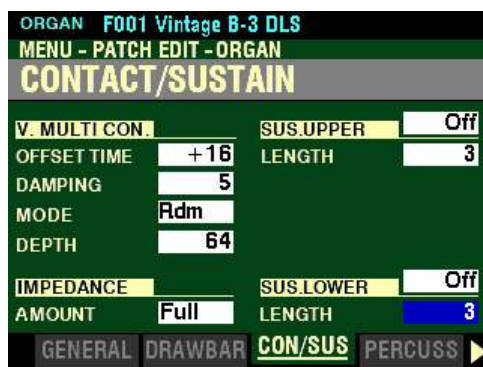 ORGAN F001 Vintage B-3 DLS
MENU - PATCH EDIT - ORGAN
CONTACT/SUSTAIN
V. MULTI CON.
OFFSET TIME +16
DAMPING 5
MODE Rdm
DEPTH 64
IMPEDANCE
AMOUNT Full
SUS.UPPER Off
LENGTH 3
SUS.LOWER Off
LENGTH 3
GENERAL DRAWBAR CON/SUS PERCUSS